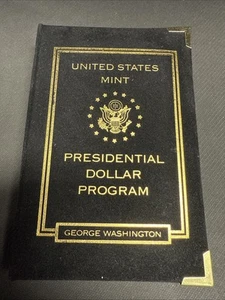 UNITED STATES
MINT
PRESIDENTIAL
DOLLAR
PROGRAM
GEORGE WASHINGTON